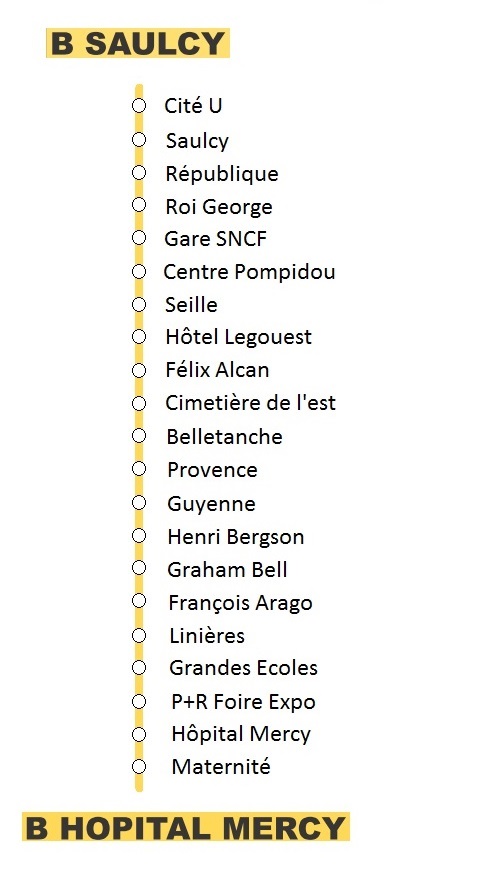 B SAULCY
Cité U
Saulcy
République
Roi George
Gare SNCF
Centre Pompidou
Seille
Hôtel Legouest
Félix Alcan
Cimetière de l'est
Belletanche
Provence
Guyenne
Henri Bergson
Graham Bell
François Arago
Linières
Grandes Ecoles
P+R Foire Expo
Hôpital Mercy
Maternité
B HOPITAL MERCY